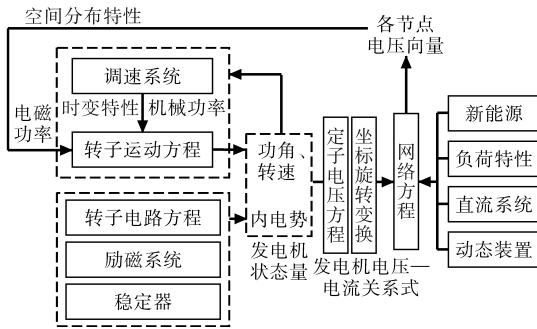 空间分布特性
各节点
电压向量
调速系统
时变特性
机械功率
电磁
功率
转子运动方程
功角、
转速
内电势
发电机
状态量
转子电路方程
励磁系统
稳定器
定子电压方程
坐标旋转变换
发电机电压—
电流关系式
网络方程
新能源
负荷特性
直流系统
动态装置